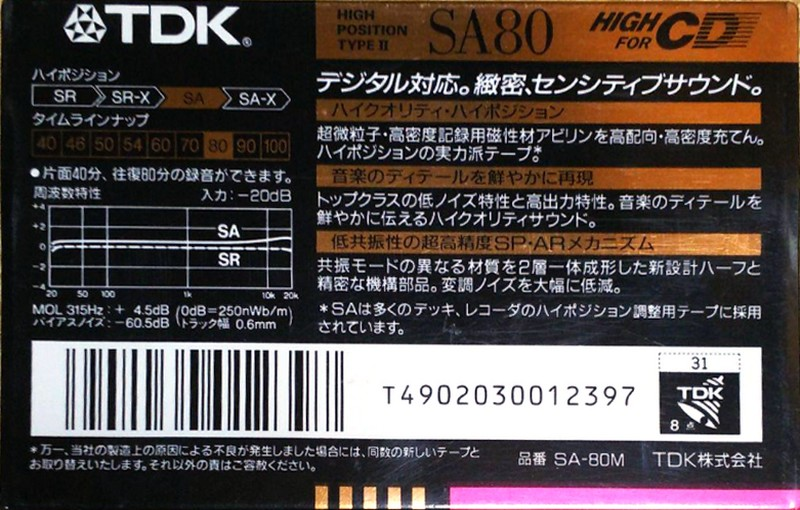 TDK®
HIGH
POSITION
TYPE II
SA80
HIGH
FOR CD
ハイポジション
SR SR-X SA SA-X
タイムラインナップ
40 46 50 54 60 70 80 90 100
●片面40分、往復80分の録音ができます。
周波数特性 入力:−20dB
+4
+2
0
−2
−4
SA
SR
20 50 100 1k 10k 20k
MOL 315Hz:+ 4.5dB (0dB=250nWb/m)
バイアスノイズ:−60.5dB (トラック幅 0.6mm)
デジタル対応。緻密、センシティブサウンド。
ハイクオリティ・ハイポジション
超微粒子・高密度記録用磁性材アビリンを高配向・高密度充てん。
ハイポジションの実力派テープ。*
音楽のディテールを鮮やかに再現
トップクラスの低ノイズ特性と高出力特性。音楽のディテールを
鮮やかに伝えるハイクオリティサウンド。
低共振性の超高精度SP・ARメカニズム
共振モードの異なる材質を2層一体成形した新設計ハーフと
精密な機構部品。変調ノイズを大幅に低減。
*SAは多くのデッキ、レコーダのハイポジション調整用テープに採用
されています。
T4902030012397
31
TDK
8 点
*万一、当社の製造上の原因による不良が発生しました場合には、同数の新しいテープと
お取り替えいたします。それ以外の責はご容赦ください。
品番 SA-80M TDK株式会社